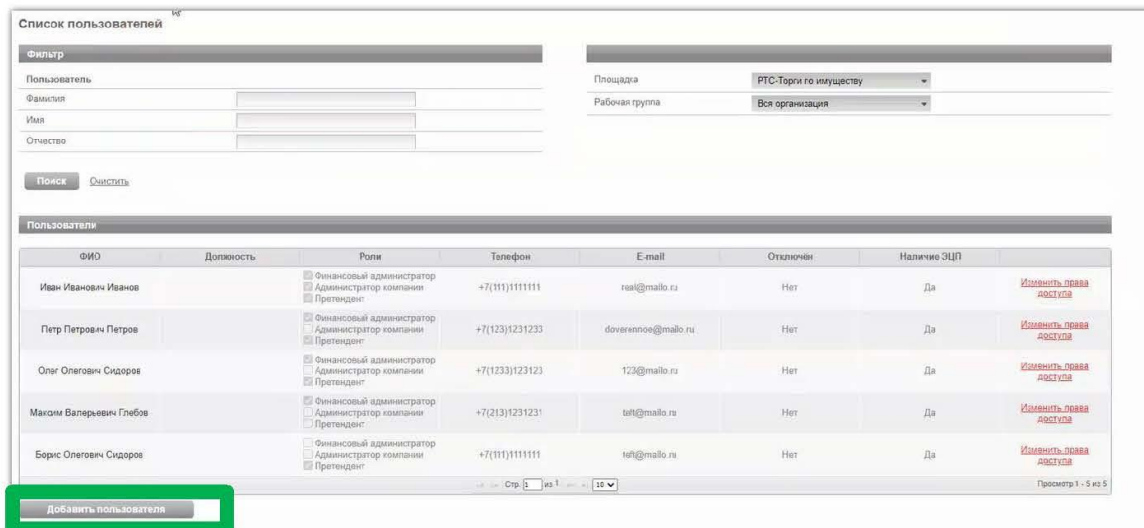 Список пользователей
Фильтр
Пользователь
Фамилия
Имя
Отчество
Площадка РТС-Торги по имуществу
Рабочая группа Вся организация
Поиск Очистить
Пользователи
ФИО Должность Роли Телефон E-mail Отключён Наличие ЭЦП
Иван Иванович Иванов Финансовый администратор Администратор компании Претендент +7(111)1111111 real@mailo.ru Нет Да Изменить права доступа
Петр Петрович Петров Финансовый администратор Администратор компании Претендент +7(123)1231233 doverennoe@mailo.ru Нет Да Изменить права доступа
Олег Олегович Сидоров Финансовый администратор Администратор компании Претендент +7(1233)123123 123@mailo.ru Нет Да Изменить права доступа
Максим Валерьевич Глебов Финансовый администратор Администратор компании Претендент +7(213)1231231 Нет Да Изменить права доступа
Борис Олегович Сидоров Финансовый администратор Администратор компании Претендент +7(111)1111111 Нет Да Изменить права доступа
Стр. 1 из 1 10 Просмотр 1 - 5 из 5
Добавить пользователя